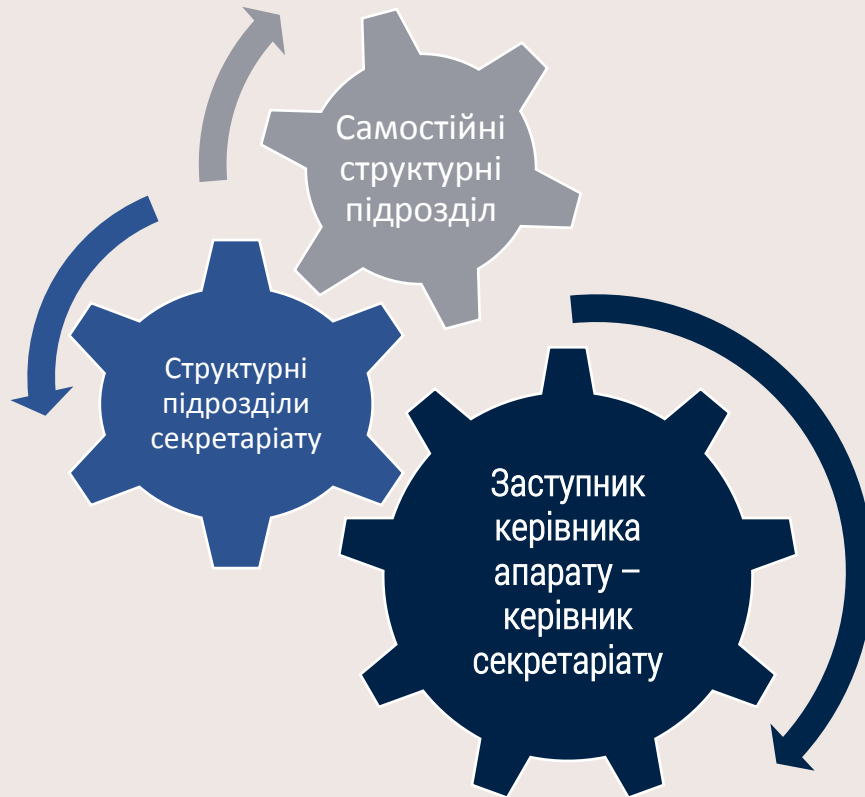 Самостійні
структурні
підрозділ
Структурні
підрозділи
секретаріату
Заступник
керівника
апарату –
керівник
секретаріату